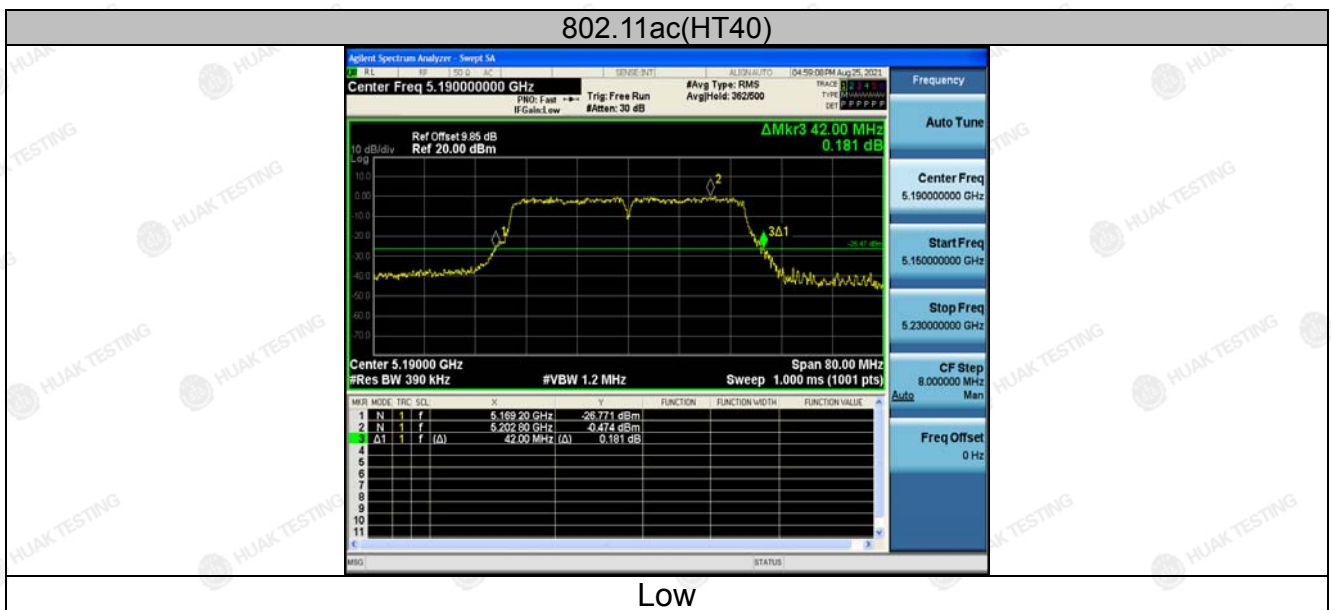 802.11ac(HT40)
Agilent Spectrum Analyzer - Swept SA
RL RF 50 Ω AC SENSE:INT ALIGN AUTO 04:59:08 PM Aug 25, 2021
Center Freq 5.190000000 GHz
PNO: Fast
IFGain:Low
Trig: Free Run
#Atten: 30 dB
#Avg Type: RMS
Avg|Hold: 362/500
TRACE 1 2 3 4 5 6
TYPE M
DET P P P P P P
Frequency
Auto Tune
Center Freq
5.190000000 GHz
Start Freq
5.150000000 GHz
Stop Freq
5.230000000 GHz
CF Step
8.000000 MHz
Auto Man
Freq Offset
0 Hz
Ref Offset 9.85 dB
10 dB/div Ref 20.00 dBm
Log
ΔMkr3 42.00 MHz
0.181 dB
10.0
0.00
-10.0
-20.0
-30.0
-40.0
-50.0
-60.0
-70.0
1
2
3Δ1
-26.47 dBm
Center 5.19000 GHz Span 80.00 MHz
#Res BW 390 kHz #VBW 1.2 MHz Sweep 1.000 ms (1001 pts)
MKR MODE TRC SCL X Y FUNCTION FUNCTION WIDTH FUNCTION VALUE
1 N 1 f 5.169 20 GHz -26.771 dBm
2 N 1 f 5.202 80 GHz -0.474 dBm
3 Δ1 1 f (Δ) 42.00 MHz (Δ) 0.181 dB
4
5
6
7
8
9
10
11
MSG STATUS
Low
HUAK TESTING